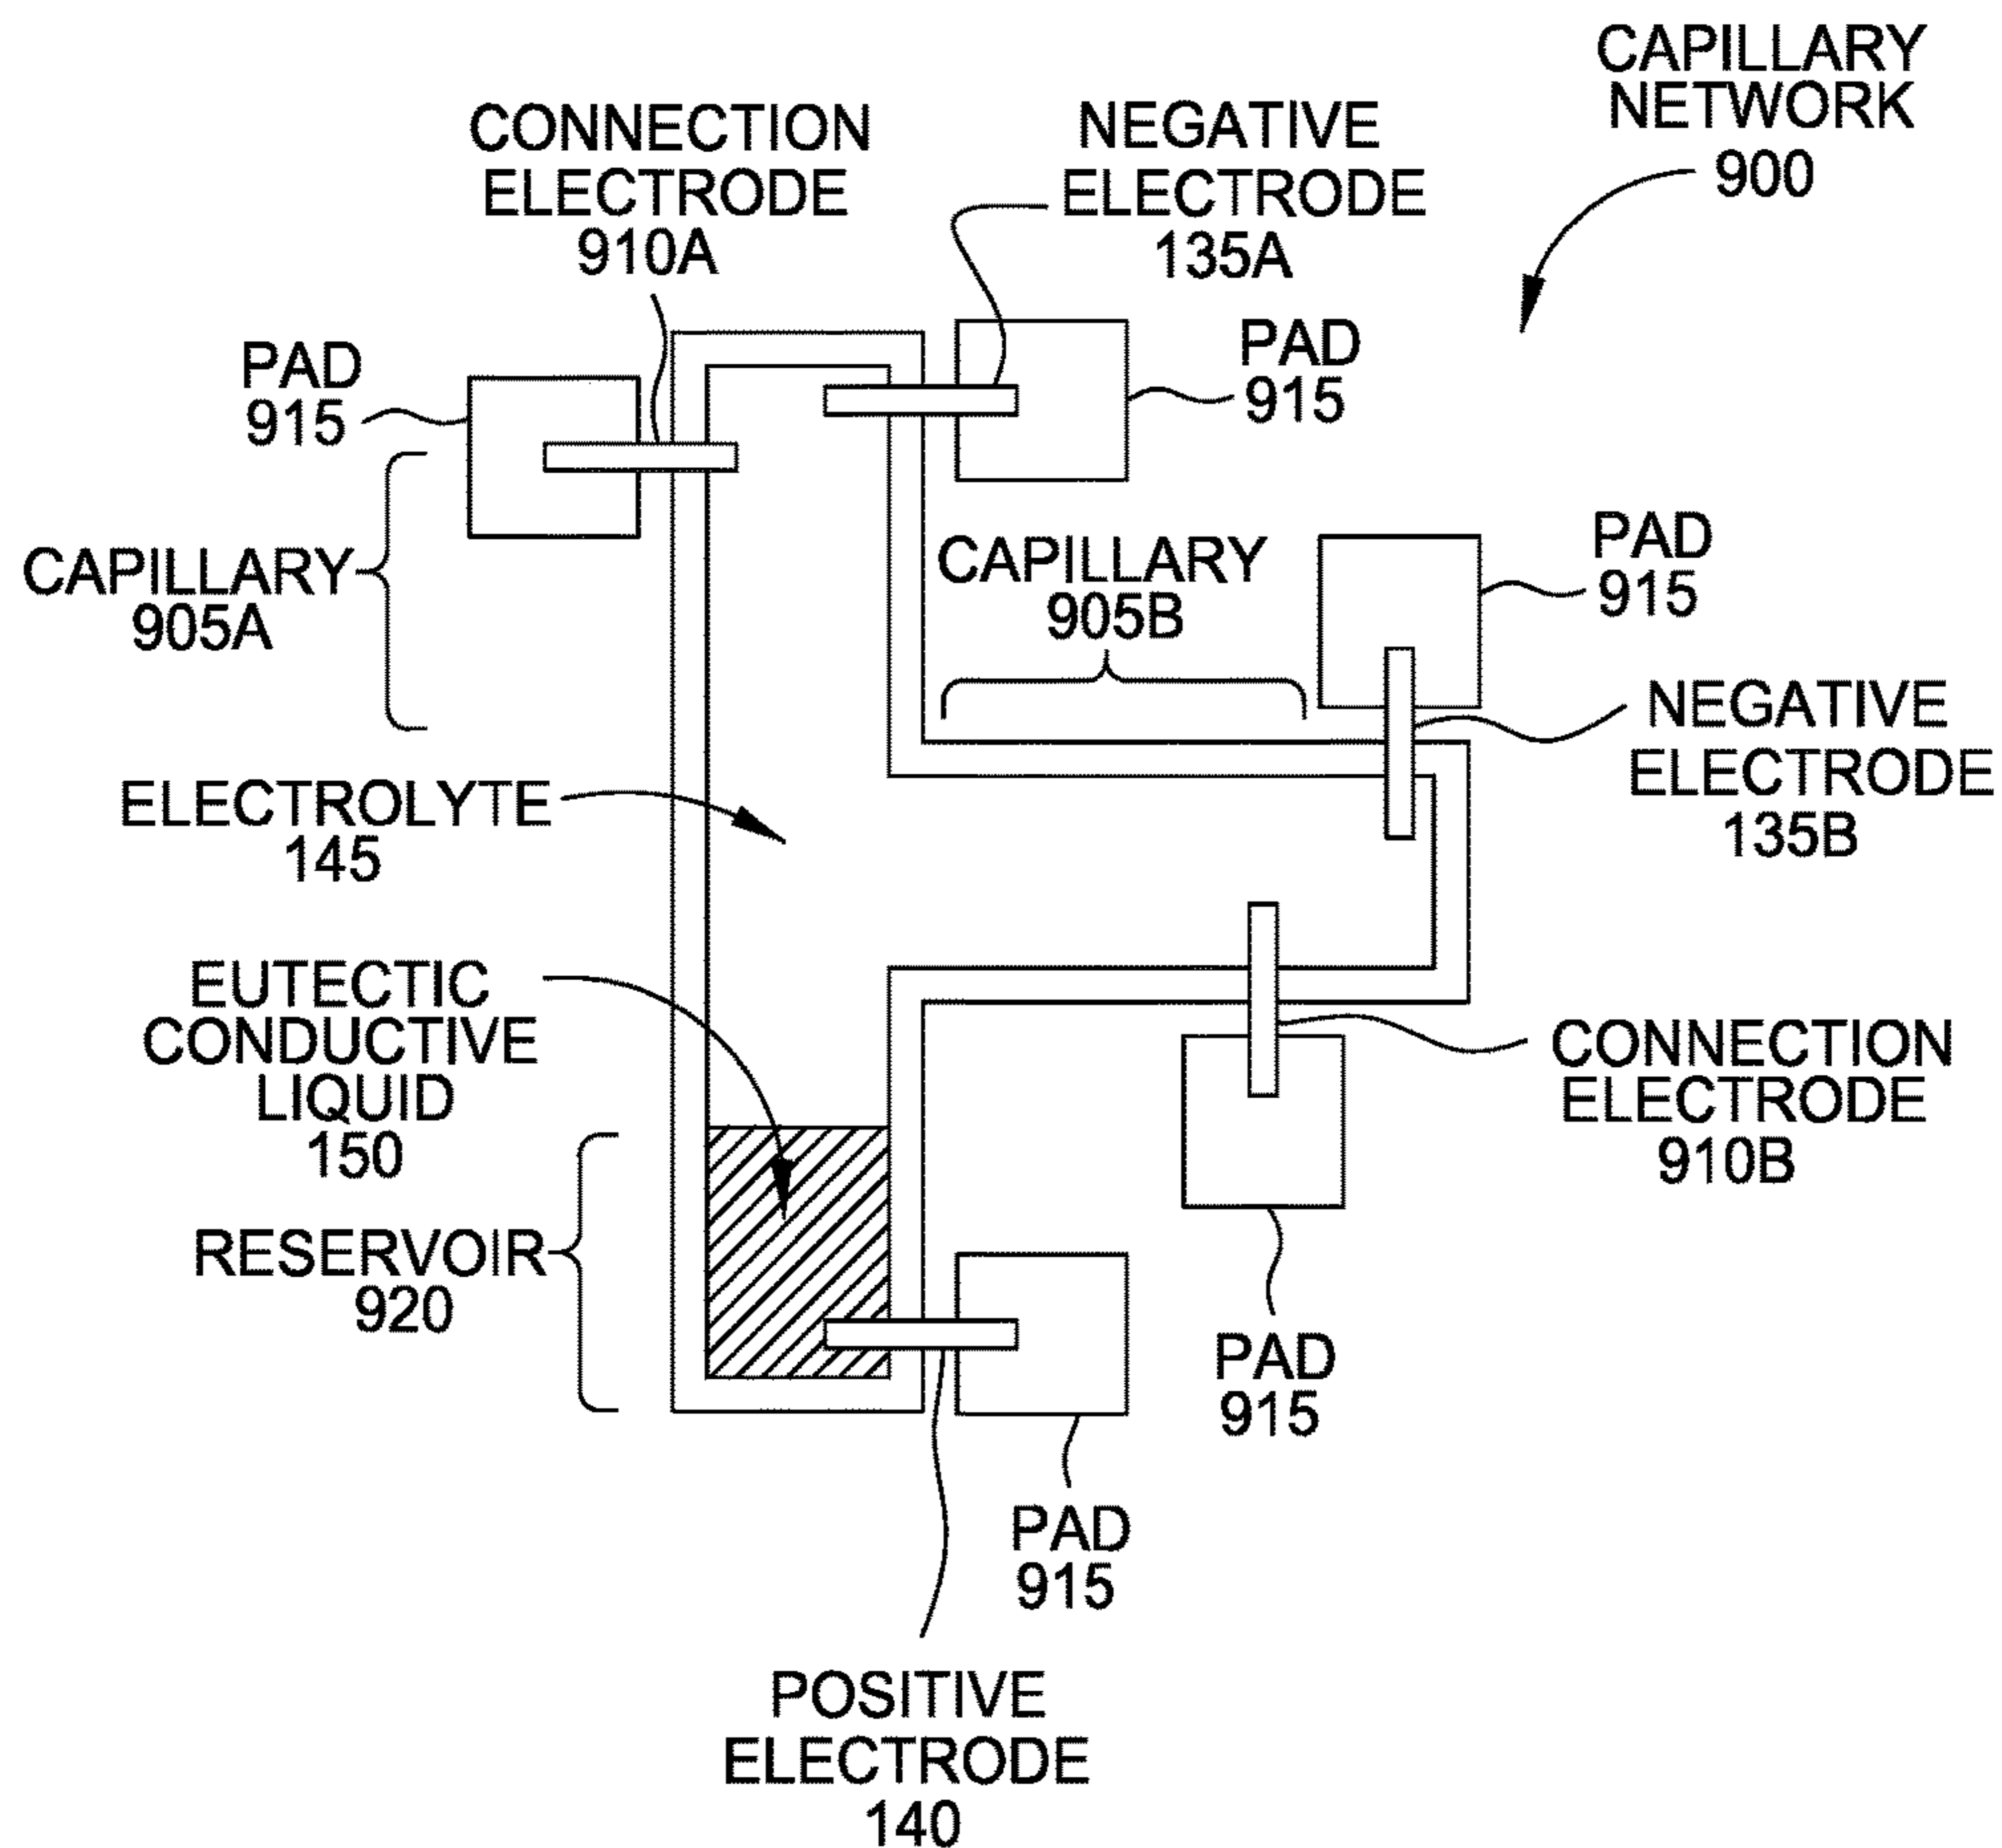 CAPILLARY
NETWORK
900
CONNECTION
ELECTRODE
910A
NEGATIVE
ELECTRODE
135A
PAD
915
PAD
915
CAPILLARY
905A
CAPILLARY
905B
PAD
915
NEGATIVE
ELECTRODE
135B
ELECTROLYTE
145
EUTECTIC
CONDUCTIVE
LIQUID
150
CONNECTION
ELECTRODE
910B
RESERVOIR
920
PAD
915
PAD
915
POSITIVE
ELECTRODE
140